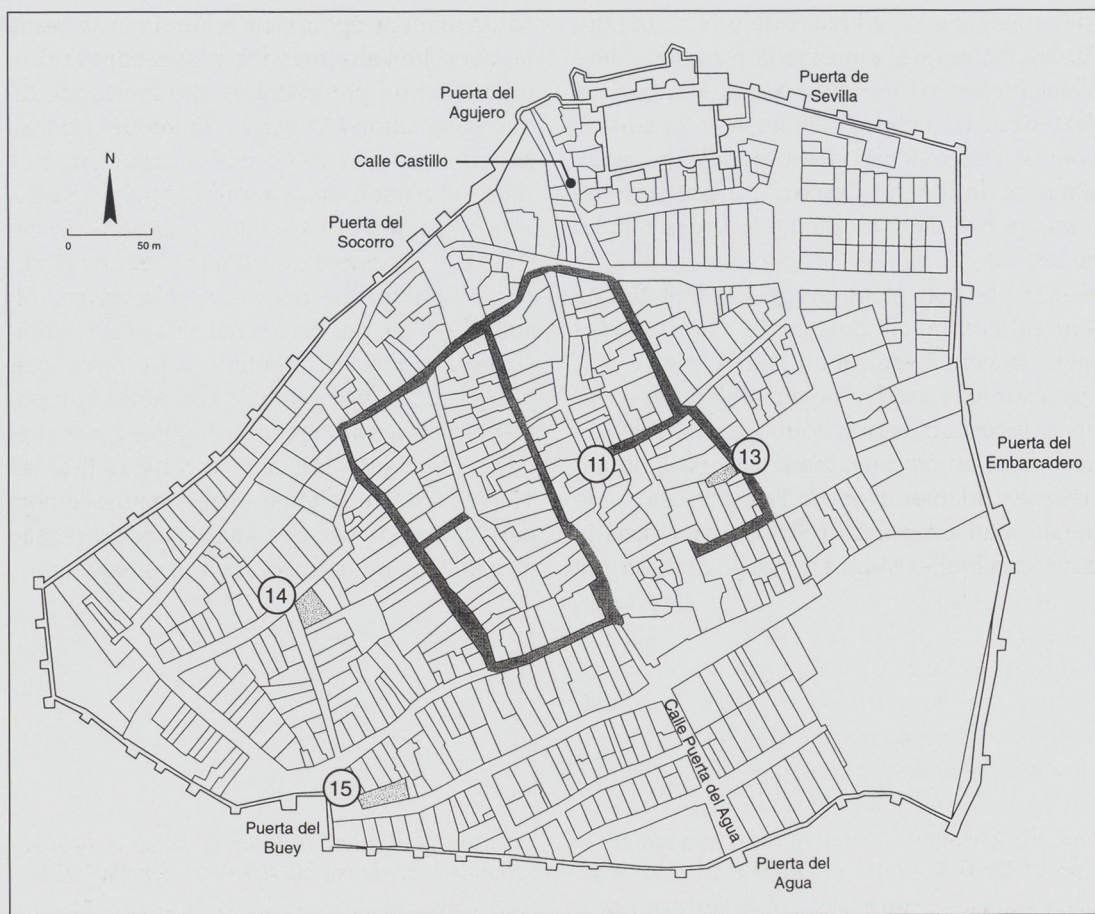 Puerta del
Agujero
Puerta de
Sevilla
Calle Castillo
N
0 50 m
Puerta del
Socorro
11
13
Puerta del
Embarcadero
14
Calle Puerta del Agua
15
Puerta del
Buey
Puerta del
Agua